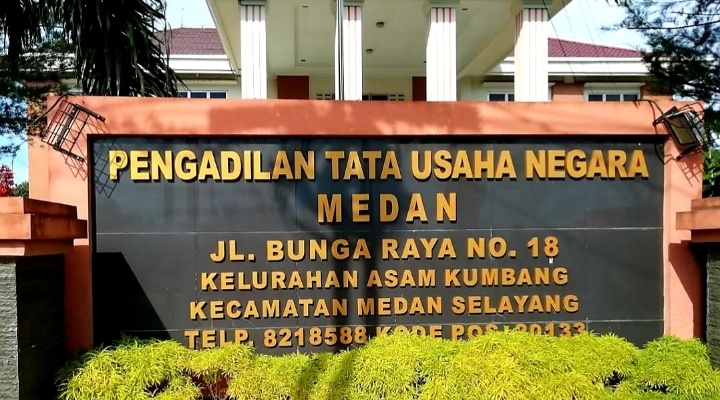 PENGADILAN TATA USAHA NEGARA
MEDAN
JL. BUNGA RAYA NO. 18
KELURAHAN ASAM KUMBANG
KECAMATAN MEDAN SELAYANG
TELP. 8218588 KODE POS: 20133